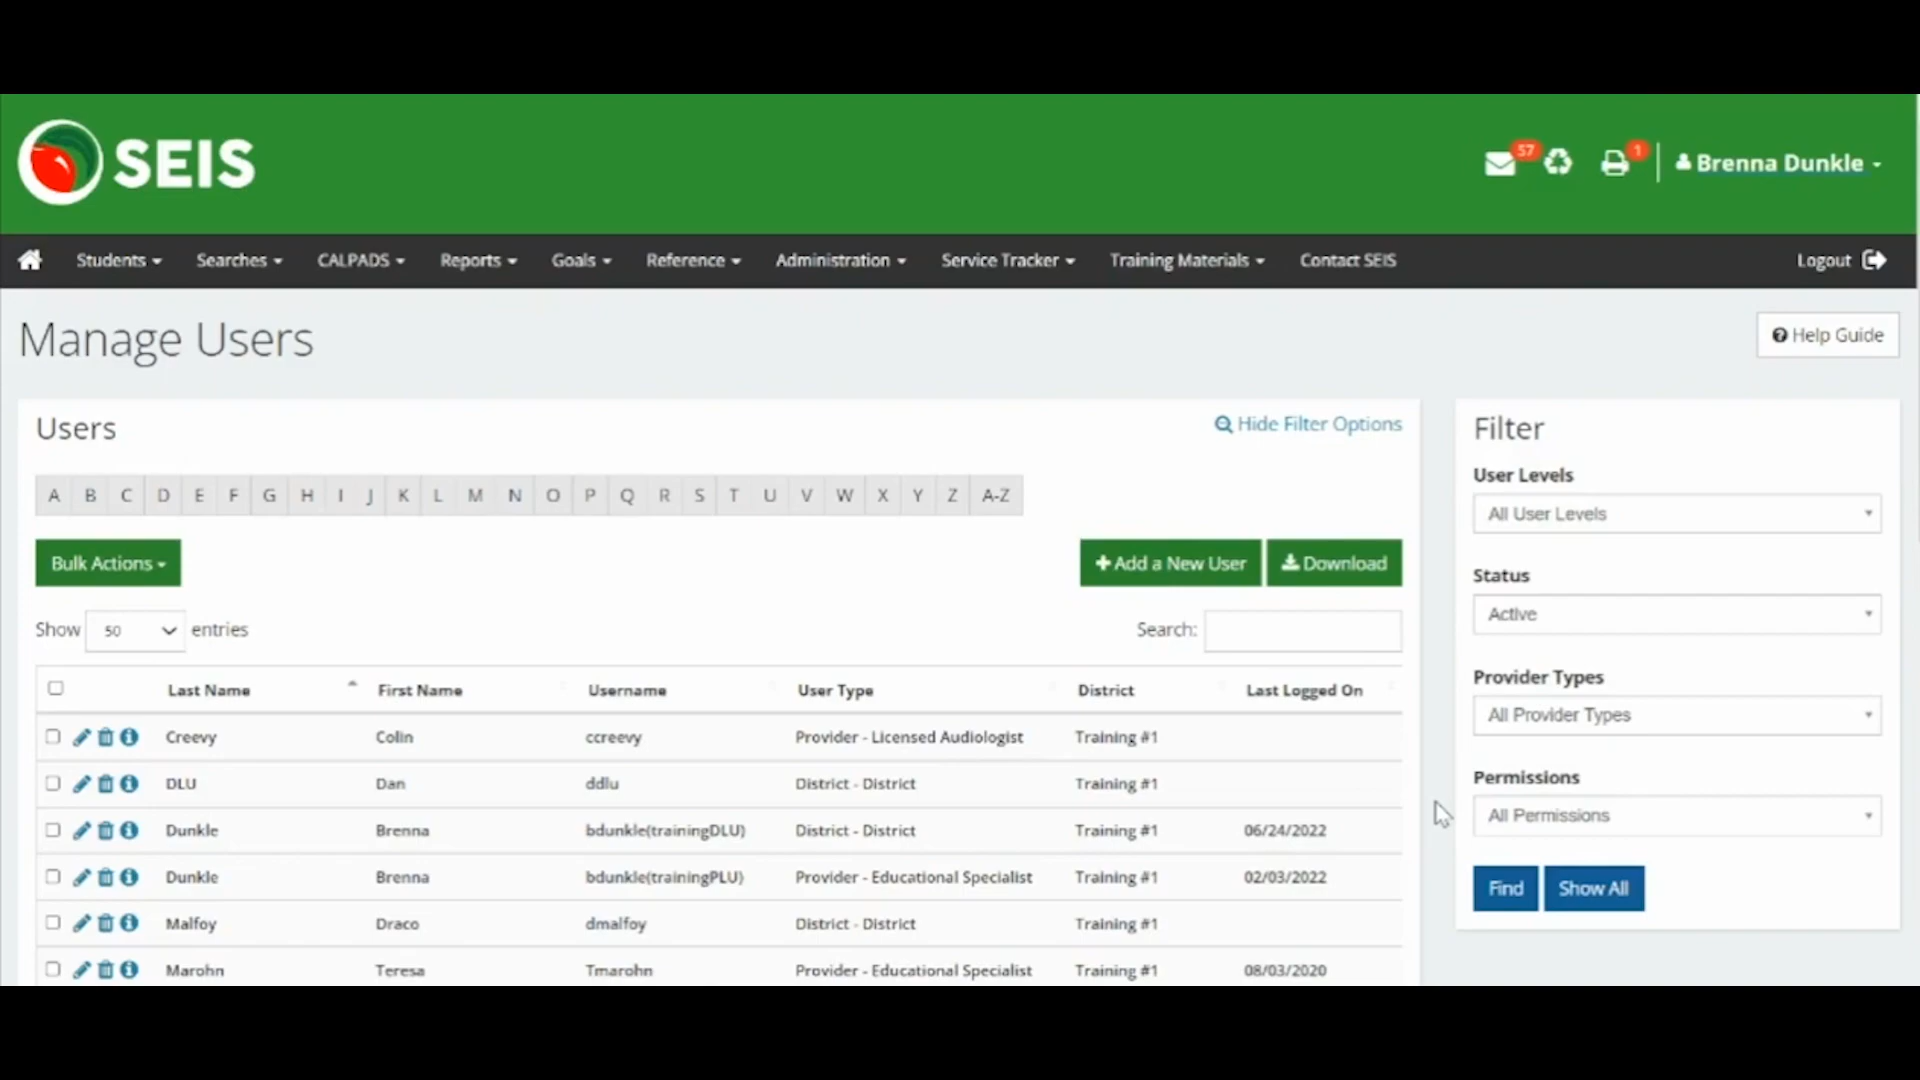 SEIS
57
1
Brenna Dunkle
Students
Searches
CALPADS
Reports
Goals
Reference
Administration
Service Tracker
Training Materials
Contact SEIS
Logout
Manage Users
Help Guide
Users
Hide Filter Options
A B C D E F G H I J K L M N O P Q R S T U V W X Y Z A-Z
Bulk Actions
Add a New User
Download
Show 50 entries
Search:
Last Name First Name Username User Type District Last Logged On
Creevy Colin ccreevy Provider - Licensed Audiologist Training #1
DLU Dan ddlu District - District Training #1
Dunkle Brenna bdunkle(trainingDLU) District - District Training #1 06/24/2022
Dunkle Brenna bdunkle(trainingPLU) Provider - Educational Specialist Training #1 02/03/2022
Malfoy Draco dmalfoy District - District Training #1
Marohn Teresa Tmarohn Provider - Educational Specialist Training #1 08/03/2020
Filter
User Levels
All User Levels
Status
Active
Provider Types
All Provider Types
Permissions
All Permissions
Find
Show All